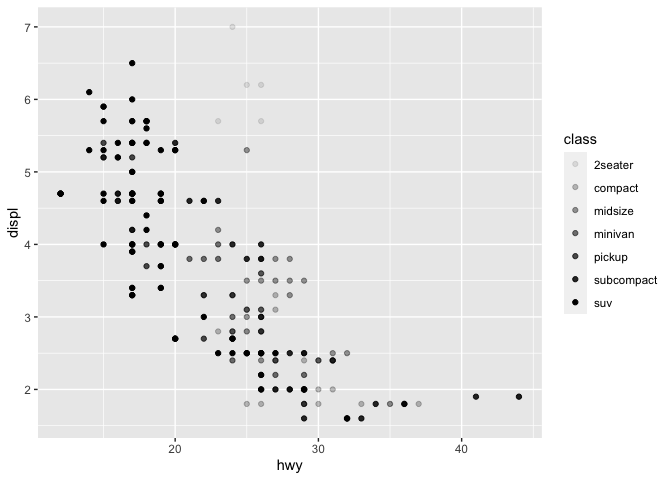 7
6
5
4
3
2
displ
20
30
40
hwy
class
2seater
compact
midsize
minivan
pickup
subcompact
suv